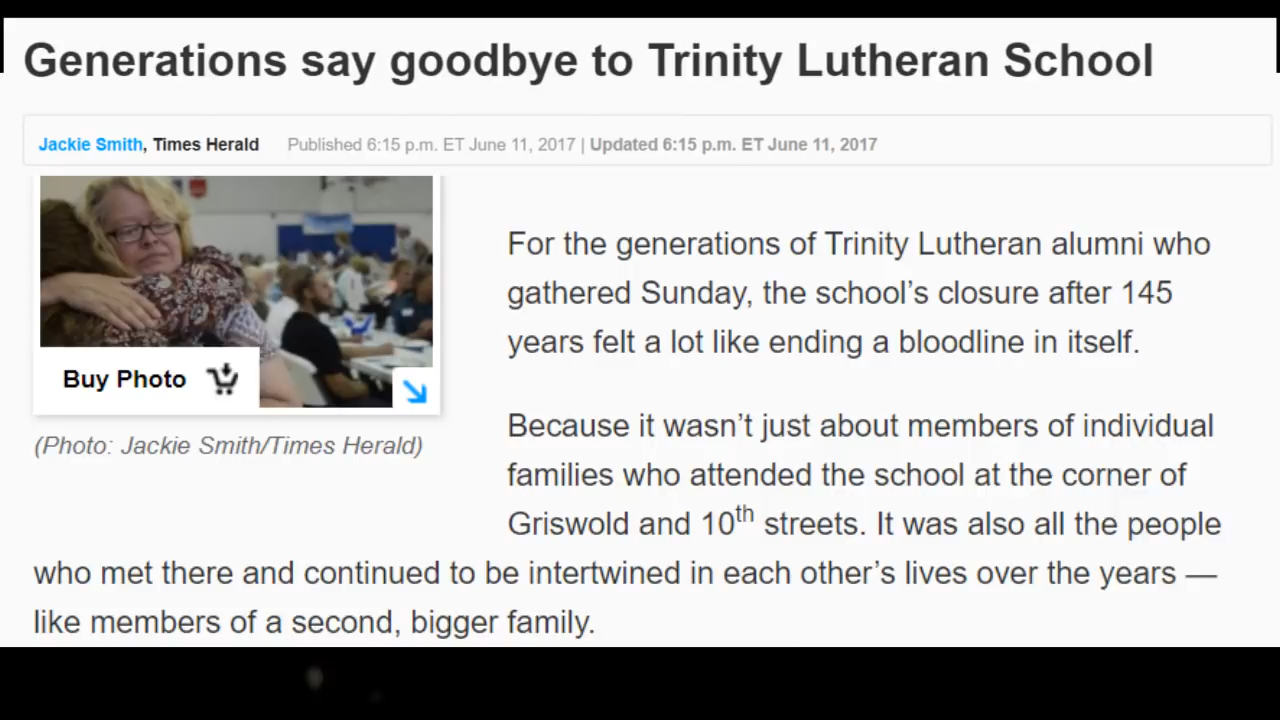 Generations say goodbye to Trinity Lutheran School
Jackie Smith, Times Herald Published 6:15 p.m. ET June 11, 2017 | Updated 6:15 p.m. ET June 11, 2017
Buy Photo
(Photo: Jackie Smith/Times Herald)
For the generations of Trinity Lutheran alumni who
gathered Sunday, the school’s closure after 145
years felt a lot like ending a bloodline in itself.
Because it wasn’t just about members of individual
families who attended the school at the corner of
Griswold and 10th streets. It was also all the people
who met there and continued to be intertwined in each other’s lives over the years —
like members of a second, bigger family.